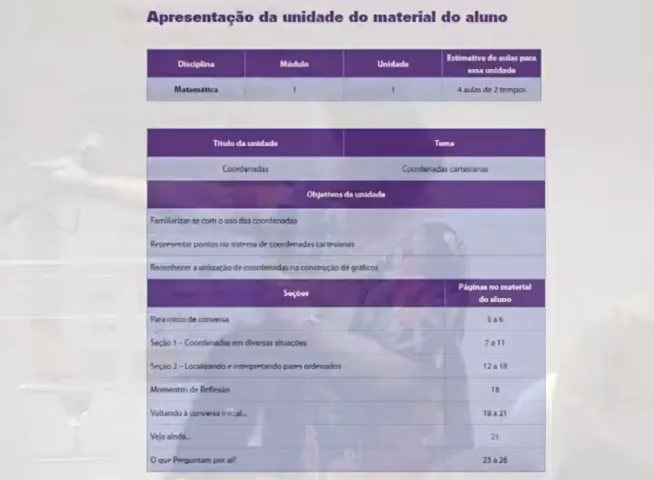 Apresentação da unidade do material do aluno
Disciplina Módulo Unidade Estimativa de aulas para essa unidade
Matemática 1 1 4 aulas de 2 tempos
Título da unidade Tema
Coordenadas Coordenadas cartesianas
Objetivos da unidade
Familiarizar-se com o uso das coordenadas
Representar pontos no sistema de coordenadas cartesianas
Reconhecer a utilização de coordenadas na construção de gráficos
Seções Páginas no material do aluno
Para início de conversa 5 a 6
Seção 1 – Coordenadas em diversas situações 7 a 11
Seção 2 – Localizando e interpretando pares ordenados 12 a 18
Momentos de Reflexão 18
Voltando à conversa inicial... 18 a 21
Veja ainda... 21
O que Perguntam por aí? 25 a 26